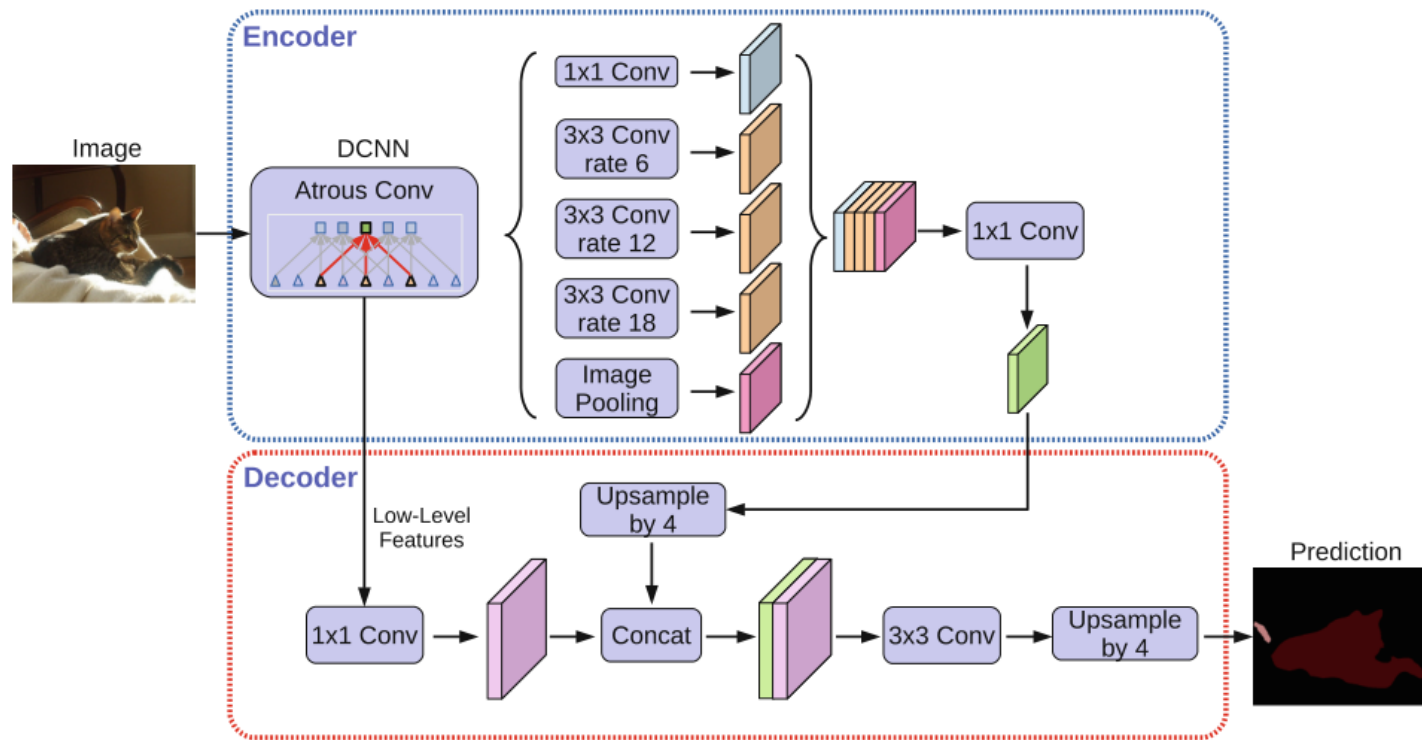 Encoder
Image
DCNN
Atrous Conv
1x1 Conv
3x3 Conv
rate 6
3x3 Conv
rate 12
3x3 Conv
rate 18
Image
Pooling
1x1 Conv
Decoder
Low-Level
Features
Upsample
by 4
1x1 Conv
Concat
3x3 Conv
Upsample
by 4
Prediction